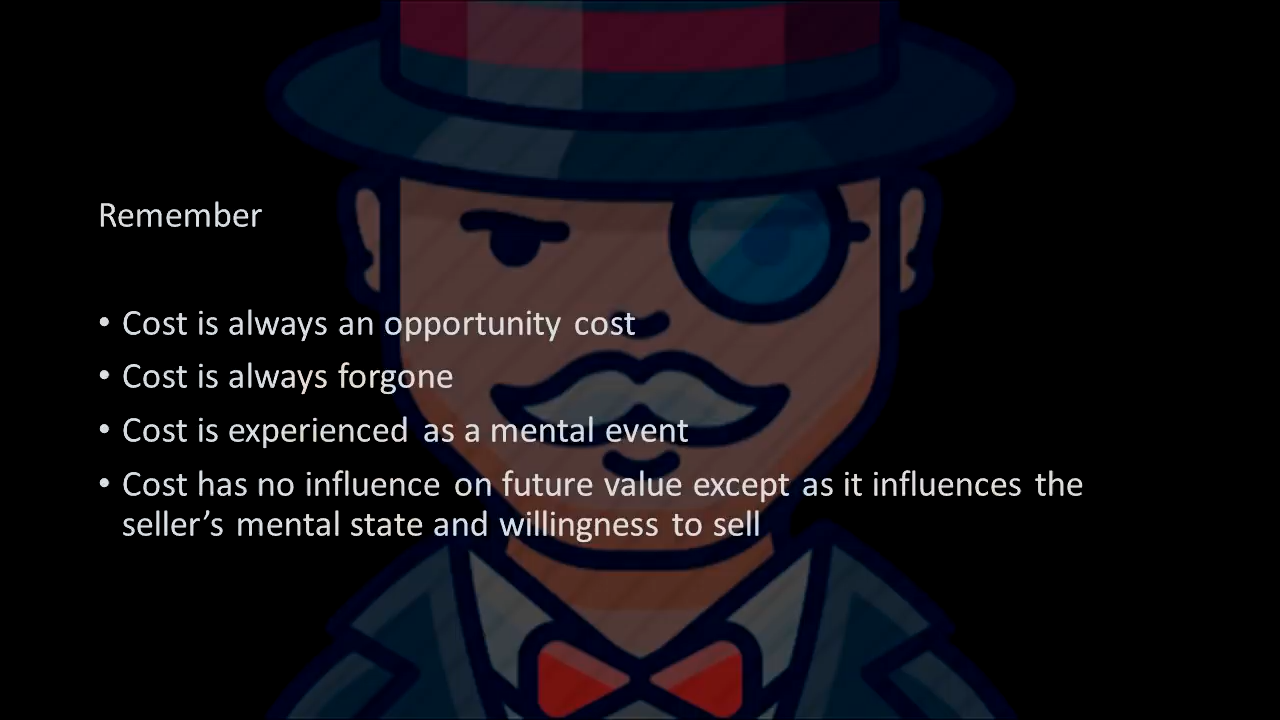 Remember
• Cost is always an opportunity cost
• Cost is always forgone
• Cost is experienced as a mental event
• Cost has no influence on future value except as it influences the
seller’s mental state and willingness to sell